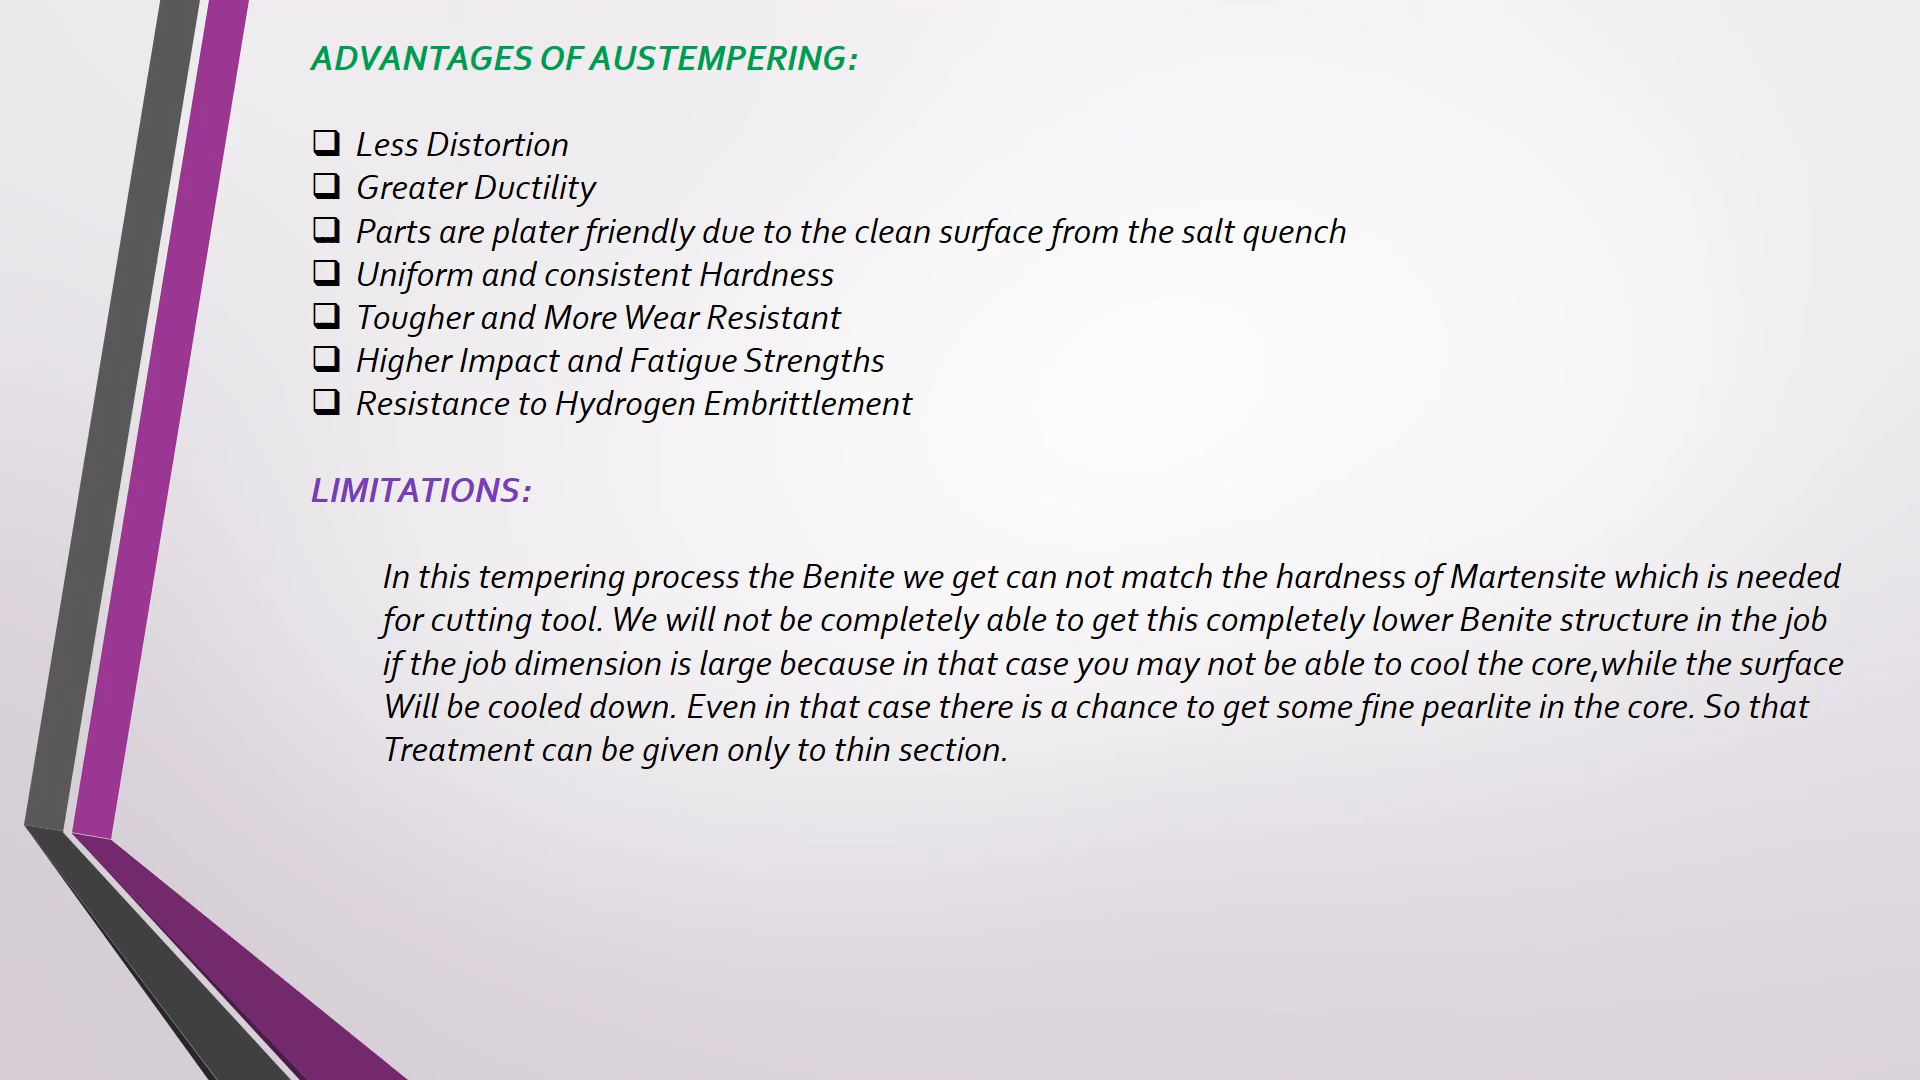 ADVANTAGES OF AUSTEMPERING:
❑ Less Distortion
❑ Greater Ductility
❑ Parts are plater friendly due to the clean surface from the salt quench
❑ Uniform and consistent Hardness
❑ Tougher and More Wear Resistant
❑ Higher Impact and Fatigue Strengths
❑ Resistance to Hydrogen Embrittlement
LIMITATIONS:
In this tempering process the Benite we get can not match the hardness of Martensite which is needed
for cutting tool. We will not be completely able to get this completely lower Benite structure in the job
if the job dimension is large because in that case you may not be able to cool the core,while the surface
Will be cooled down. Even in that case there is a chance to get some fine pearlite in the core. So that
Treatment can be given only to thin section.